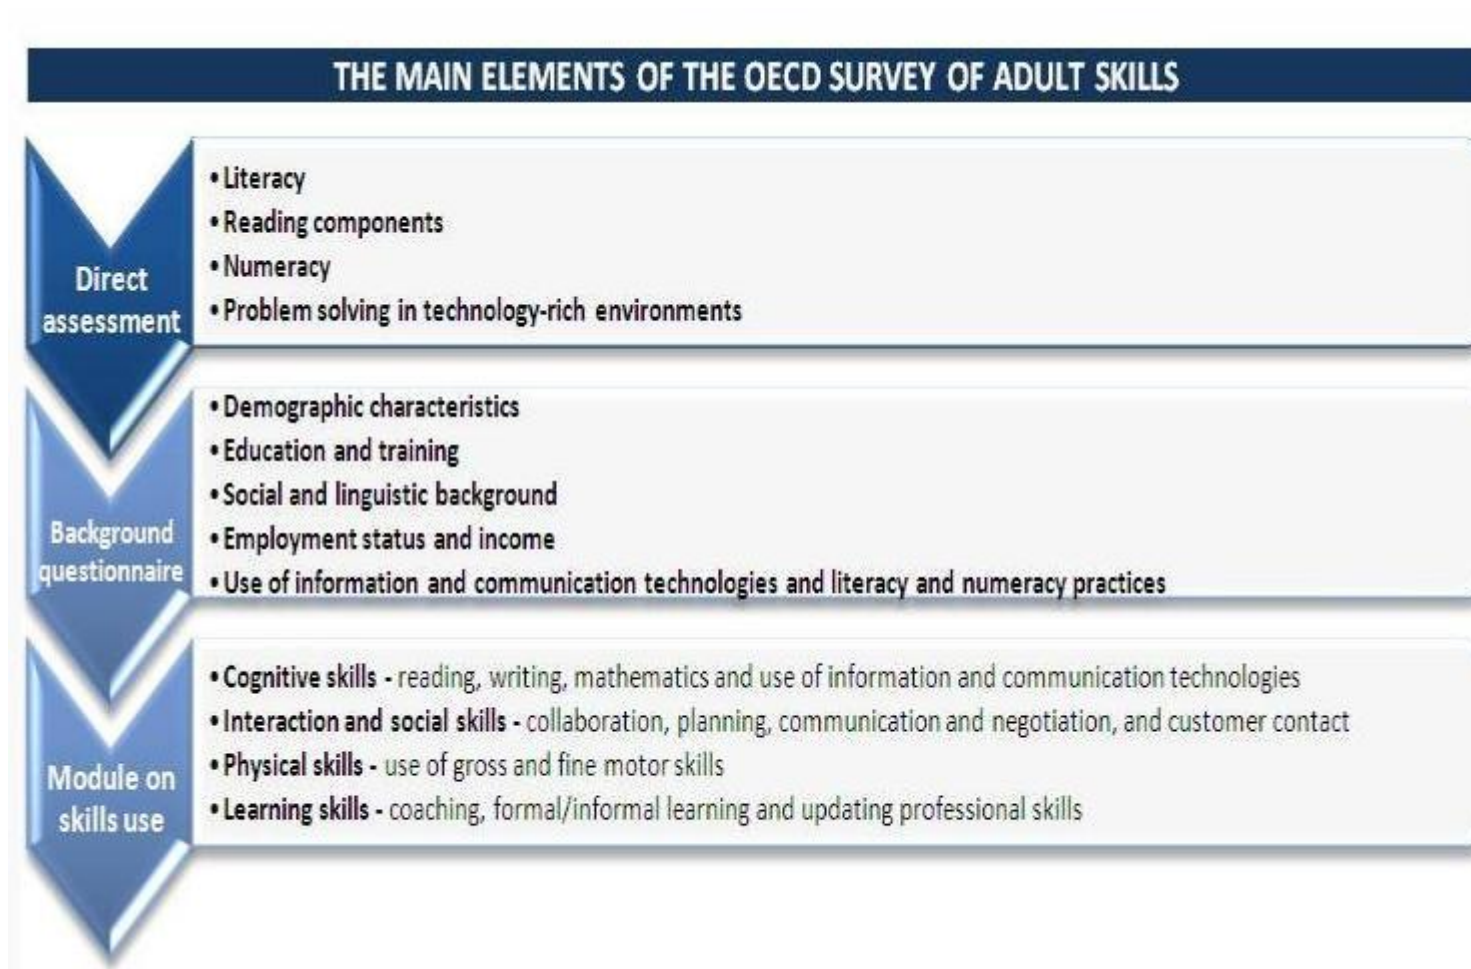 THE MAIN ELEMENTS OF THE OECD SURVEY OF ADULT SKILLS
Direct
assessment
• Literacy
• Reading components
• Numeracy
• Problem solving in technology-rich environments
Background
questionnaire
• Demographic characteristics
• Education and training
• Social and linguistic background
• Employment status and income
• Use of information and communication technologies and literacy and numeracy practices
Module on
skills use
• Cognitive skills - reading, writing, mathematics and use of information and communication technologies
• Interaction and social skills - collaboration, planning, communication and negotiation, and customer contact
• Physical skills - use of gross and fine motor skills
• Learning skills - coaching, formal/informal learning and updating professional skills